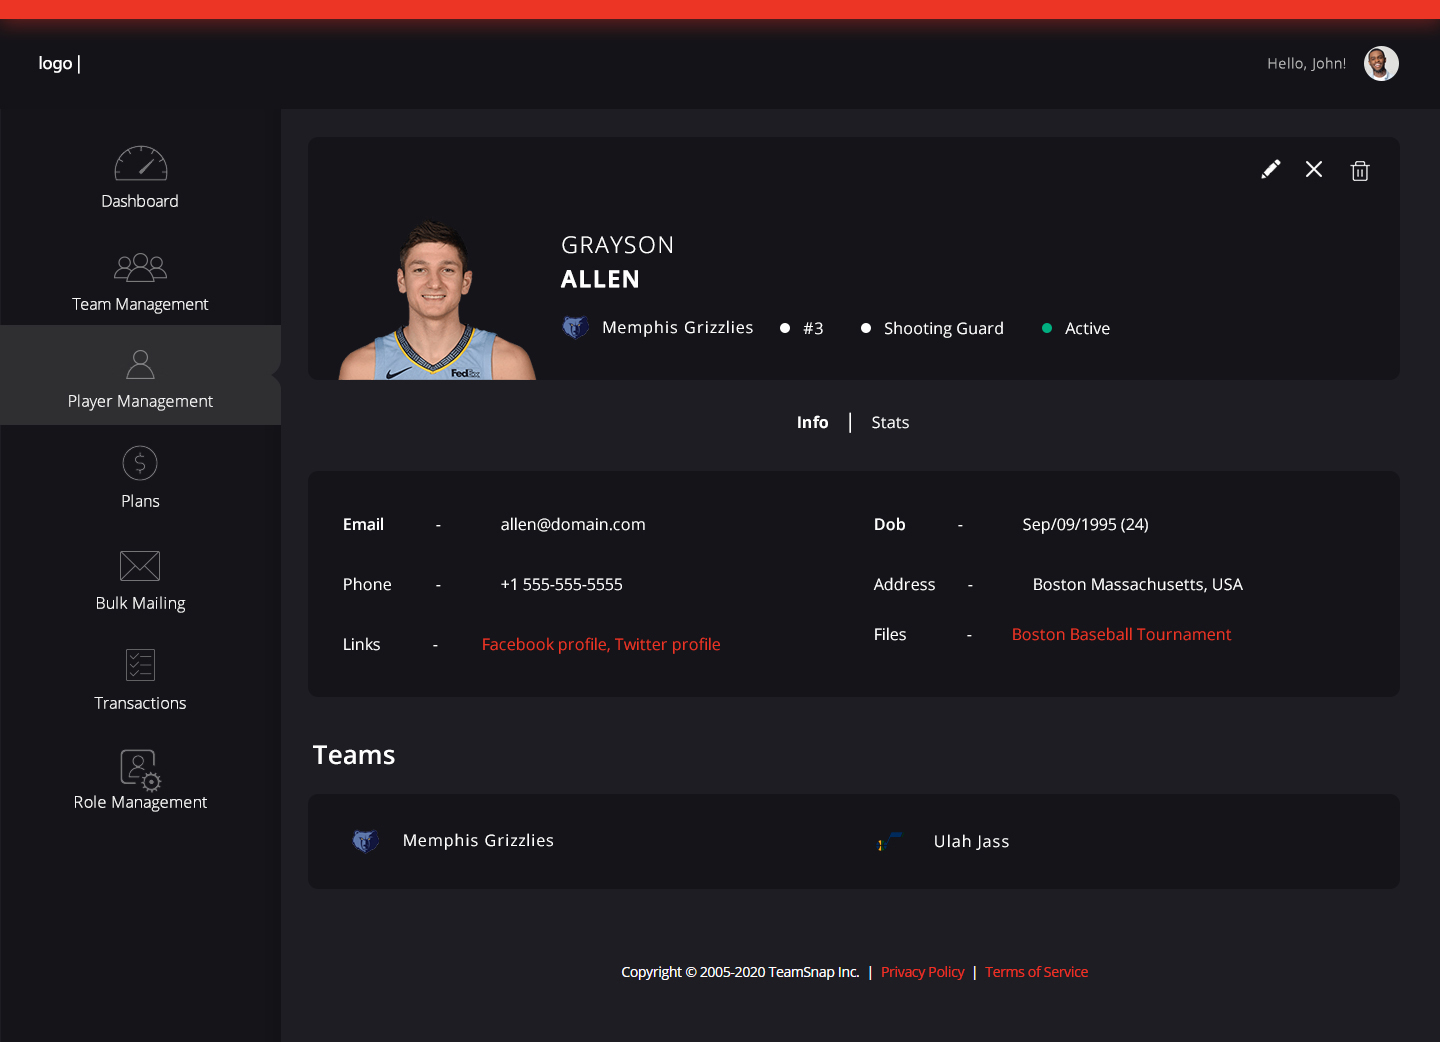 logo |
Hello, John!
Dashboard
Team Management
Player Management
Plans
Bulk Mailing
Transactions
Role Management
GRAYSON
ALLEN
Memphis Grizzlies #3 Shooting Guard Active
FedEx
Info | Stats
Email - allen@domain.com
Phone - +1 555-555-5555
Links - Facebook profile, Twitter profile
Dob - Sep/09/1995 (24)
Address - Boston Massachusetts, USA
Files - Boston Baseball Tournament
Teams
Memphis Grizzlies
Ulah Jass
Copyright © 2005-2020 TeamSnap Inc. | Privacy Policy | Terms of Service